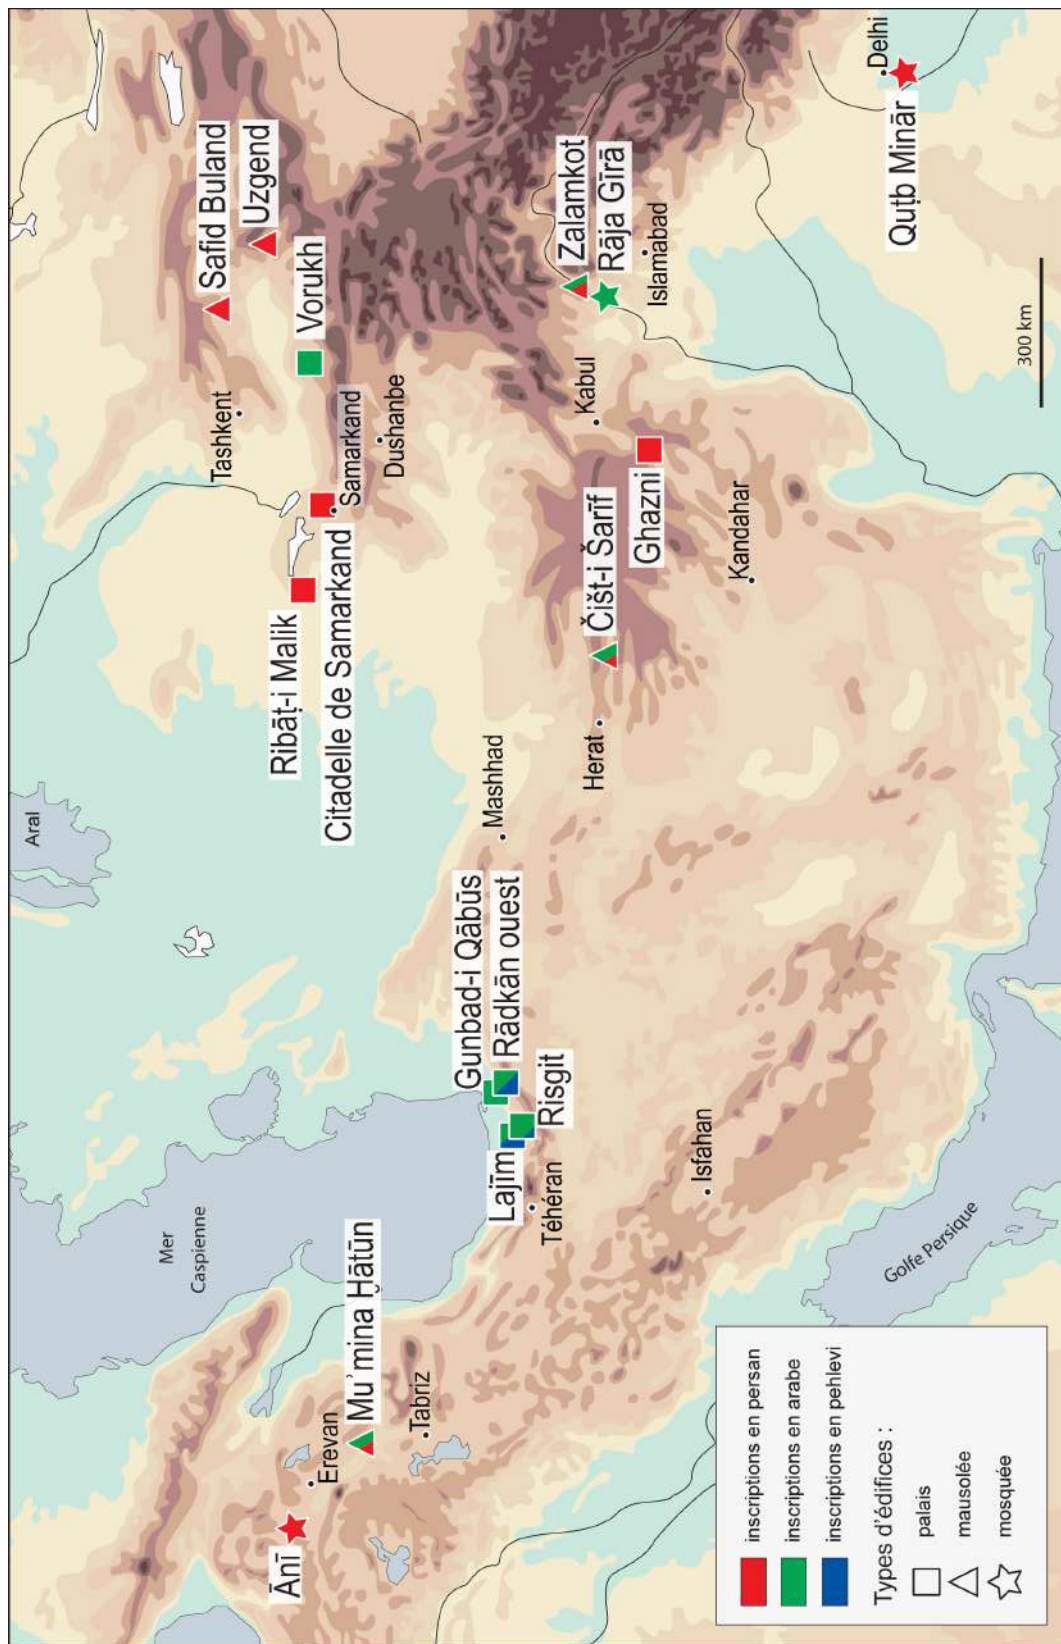 Aral
Mer
Caspienne
Safid Buland
Uzgend
Vorukh
Tashkent
Samarkand
Dushanbe
Ribāṭ-i Malik
Citadelle de Samarkand
Zalamkot
Rāja Gīrā
Islamiabad
Delhi
Quṭb Minār
Kabul
Ghazni
Čišt-i Šarīf
Kandahar
Herat
Mashhad
Gunbad-i Qābūs
Rādkān ouest
Risgit
Lajīm
Téhéran
Isfahan
Mu ʾmina Ḫātūn
Tabriz
Erevan
Ānī
Golfe Persique
300 km
inscriptions en persan
inscriptions en arabe
inscriptions en pehlevi
Types d'édifices :
palais
mausolée
mosquée